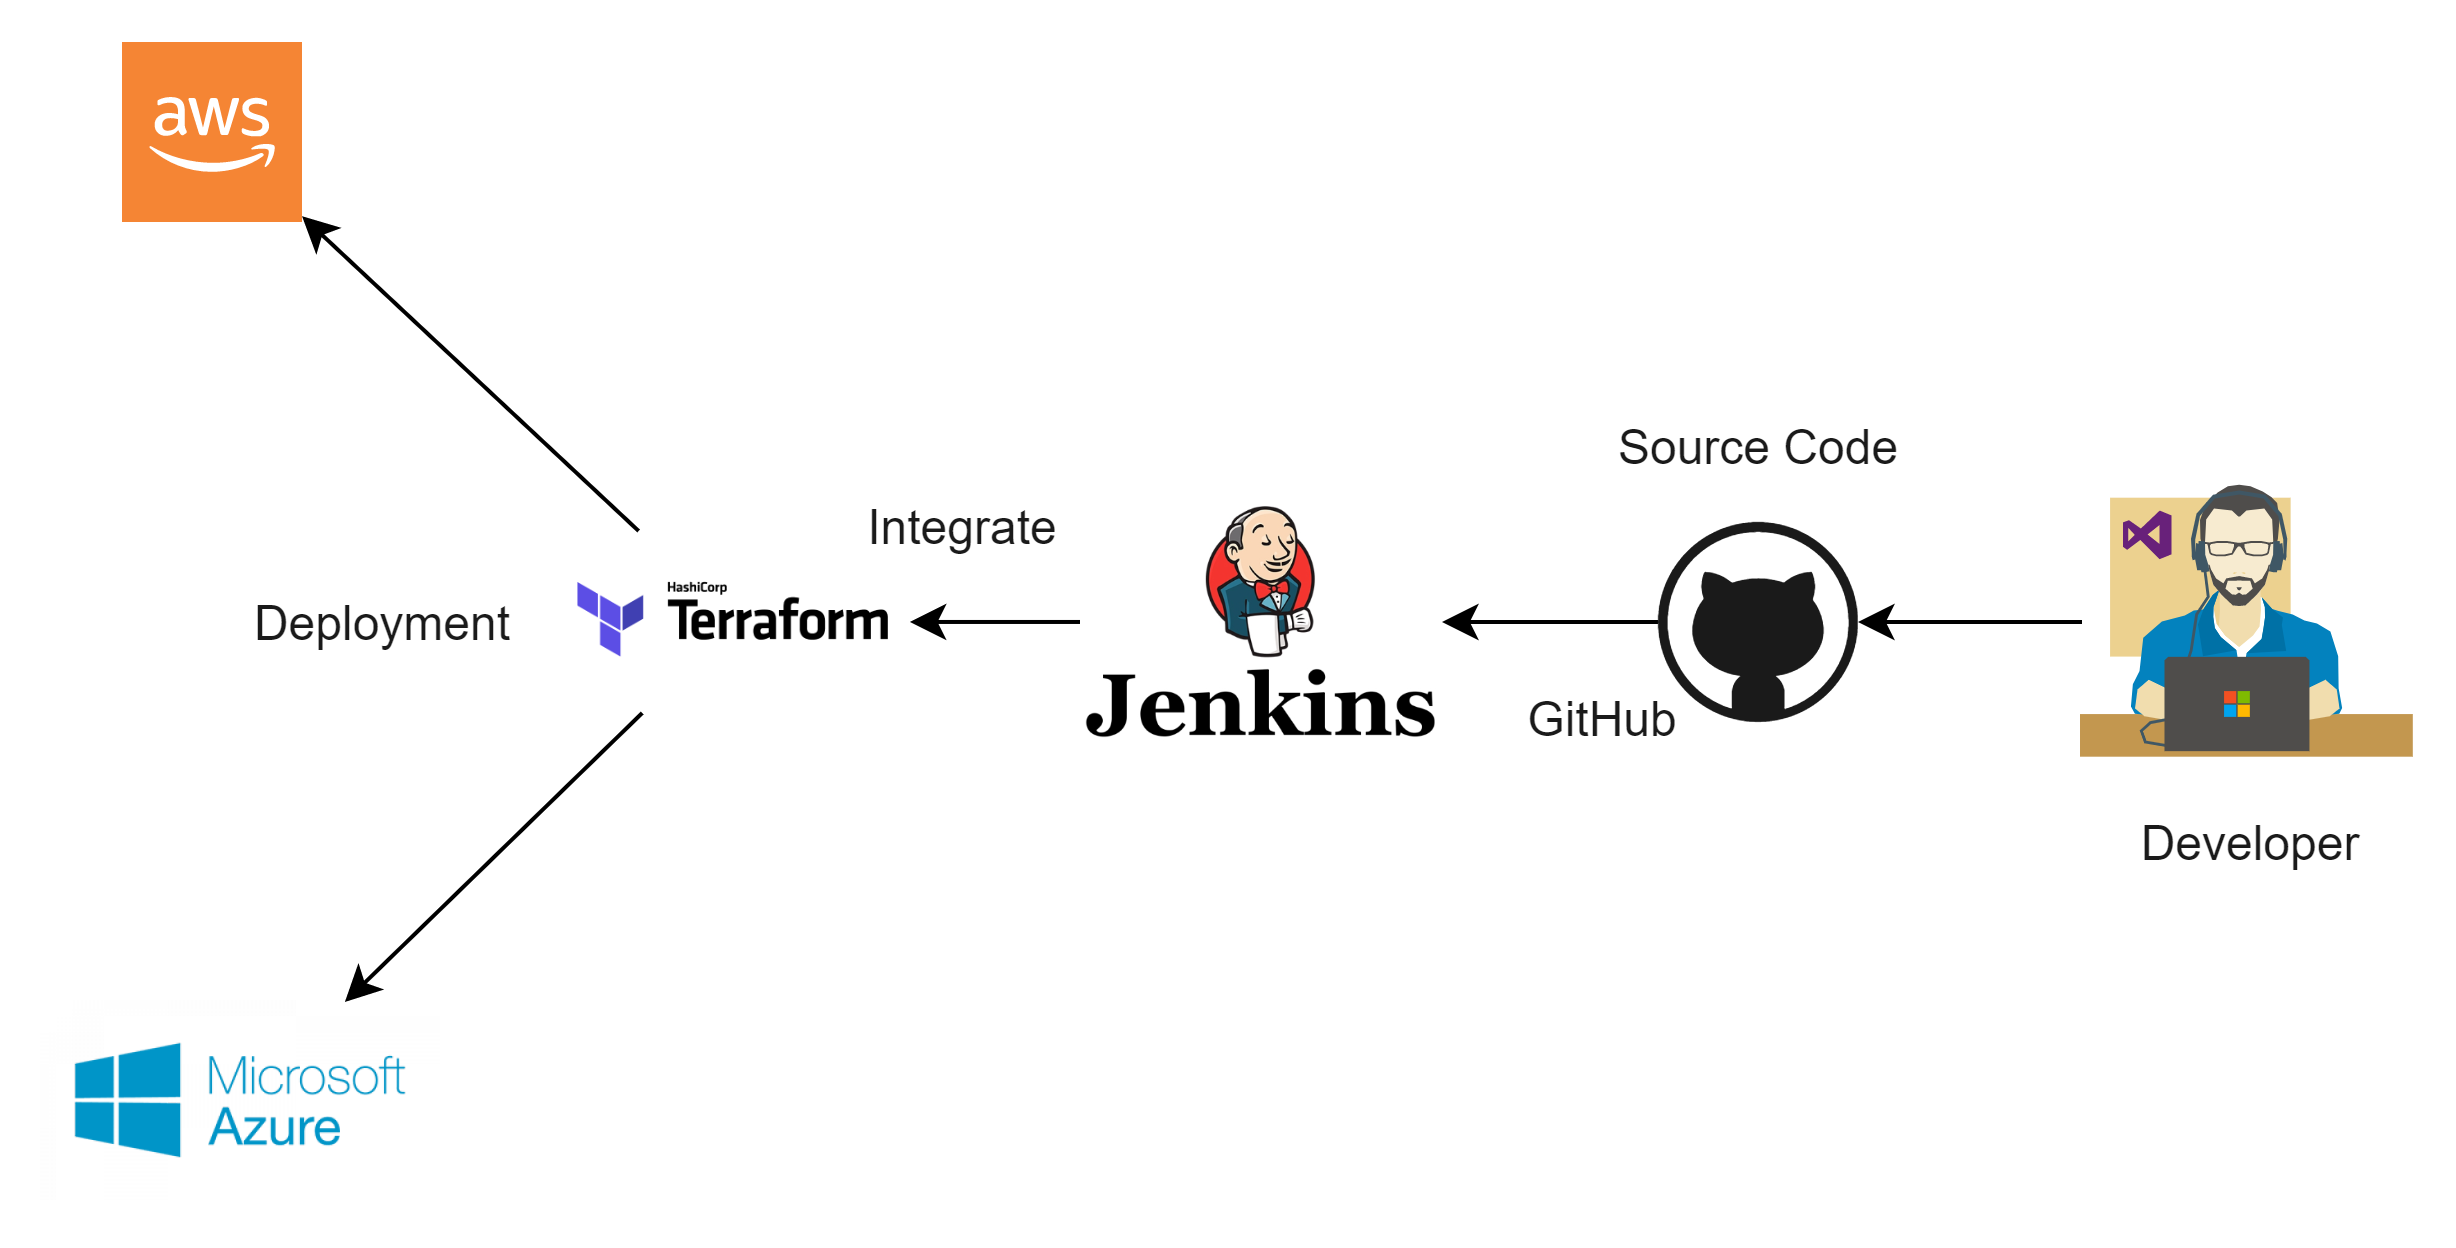 aws
Source Code
Integrate
HashiCorp
Terraform
Deployment
Jenkins
GitHub
Developer
Microsoft
Azure